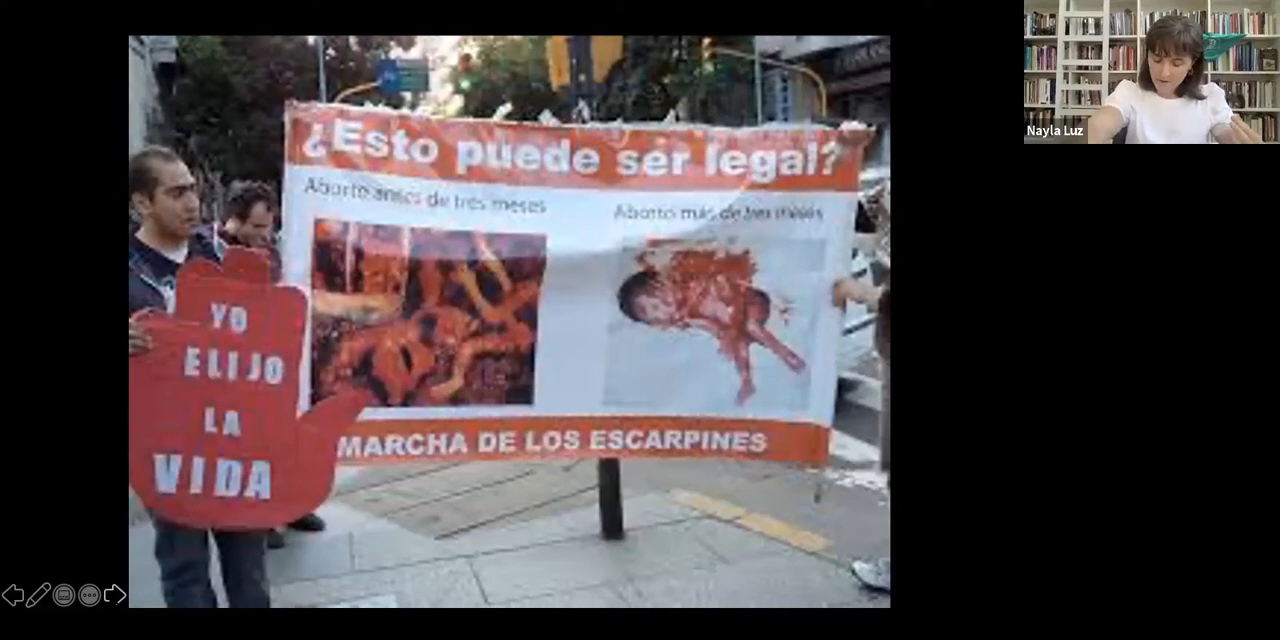 ¿Esto puede ser legal?
Aborto antes de tres meses
Aborto más de tres meses
YO
ELIJO
LA
VIDA
MARCHA DE LOS ESCARPINES
Nayla Luz